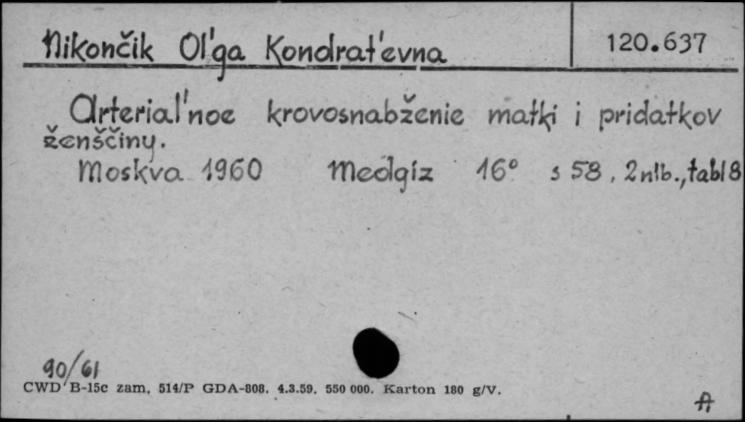 Nikončik Ol'ga Kondrat'evna 120.637
Arterial'noe krovosnabženie matki i pridatkov
ženščiny.
Moskva 1960 Medgiz 16° s 58, 2nlb., tabl 8
90/61
CWD B-15c zam. 514/P GDA-808. 4.3.59. 550 000. Karton 180 g/V.
A